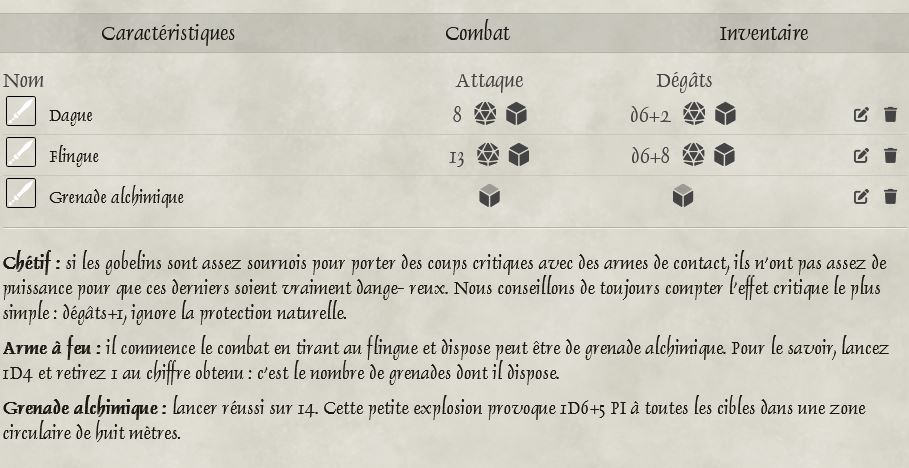 Caractéristiques Combat Inventaire
Nom Attaque Dégâts
Dague 8 d6+2
Flingue 13 d6+8
Grenade alchimique
Chétif : si les gobelins sont assez sournois pour porter des coups critiques avec des armes de contact, ils n'ont pas assez de
puissance pour que ces derniers soient vraiment dange- reux. Nous conseillons de toujours compter l'effet critique le plus
simple : dégâts+1, ignore la protection naturelle.
Arme à feu : il commence le combat en tirant au flingue et dispose peut être de grenade alchimique. Pour le savoir, lancez
1D4 et retirez 1 au chiffre obtenu : c'est le nombre de grenades dont il dispose.
Grenade alchimique : lancer réussi sur 14. Cette petite explosion provoque 1D6+5 PI à toutes les cibles dans une zone
circulaire de huit mètres.